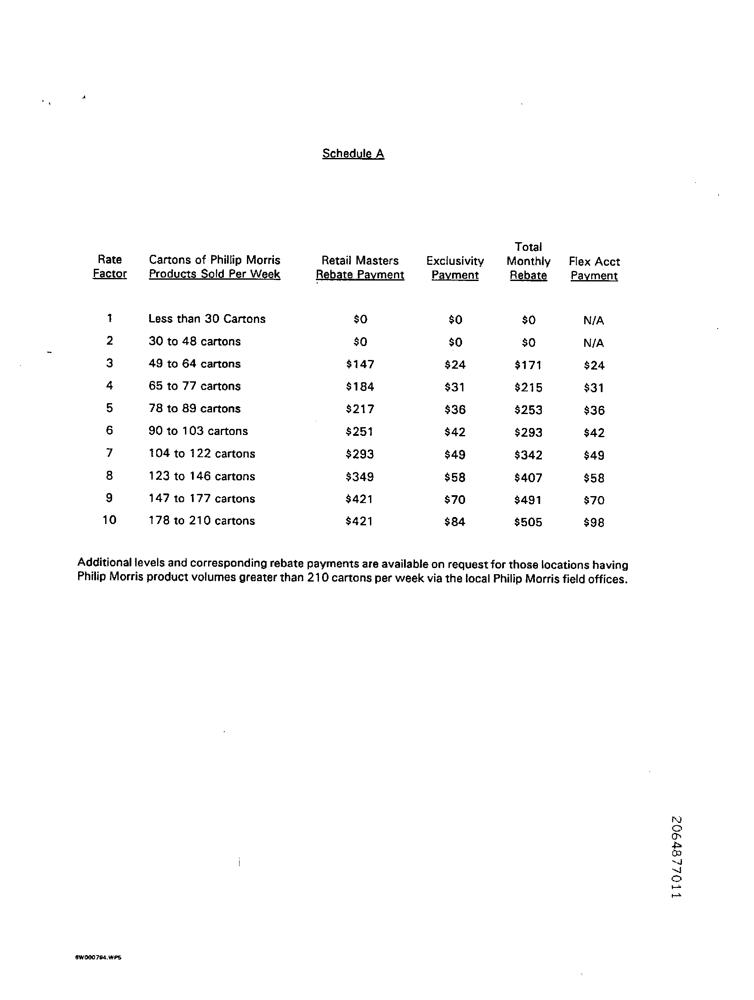 Schedule A
Total
Rate Cartons of Phillip Morris Retail Masters Exclusivity Monthly Flex Acct
Factor Products Sold Per Week Rebate Payment Payment Rebate Payment
1 Less than 30 Cartons $0 $0 $0 N/A
2 30 to 48 cartons $0 $0 $0 N/A
3 49 to 64 cartons $147 $24 $171 $24
4 65 to 77 cartons $184 $31 $215 $31
5 78 to 89 cartons $217 $36 $253 $36
6 90 to 103 cartons $251 $42 $293 $42
7 104 to 122 cartons $293 $49 $342 $49
8 123 to 146 cartons $349 $58 $407 $58
9 147 to 177 cartons $421 $70 $491 $70
10 178 to 210 cartons $421 $84 $505 $98
Additional levels and corresponding rebate payments are available on request for those locations having
Philip Morris product volumes greater than 210 cartons per week via the local Philip Morris field offices.
2064877011
6W000794.WP5